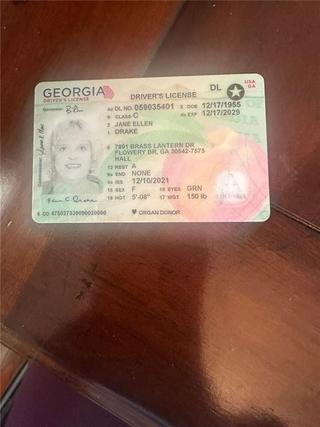 GEORGIA
DRIVER'S LICENSE
DRIVER'S LICENSE
DL
USA
GA
4d DL NO. 059035401
3 DOB 12/17/1955
9 CLASS C
4b EXP 12/17/2029
2 JANE ELLEN
1 DRAKE
8 7891 BRASS LANTERN DR
FLOWERY BR, GA 30542-7575
HALL
12 REST A
9a END NONE
4a ISS 12/10/2021
15 SEX F
18 EYES GRN
16 HGT 5'-08"
17 WGT 150 lb
ORGAN DONOR